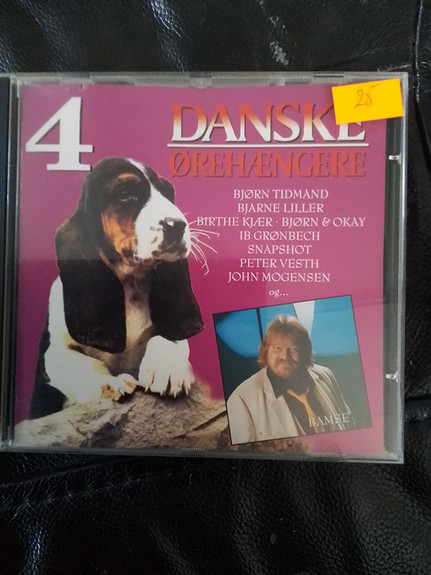 4
DANSKE
ØREHÆNGERE
25
BJØRN TIDMAND
BJARNE LILLER
BIRTHE KJÆR · BJØRN & OKAY
IB GRØNBECH
SNAPSHOT
PETER VESTH
JOHN MOGENSEN
og...
BAMSE